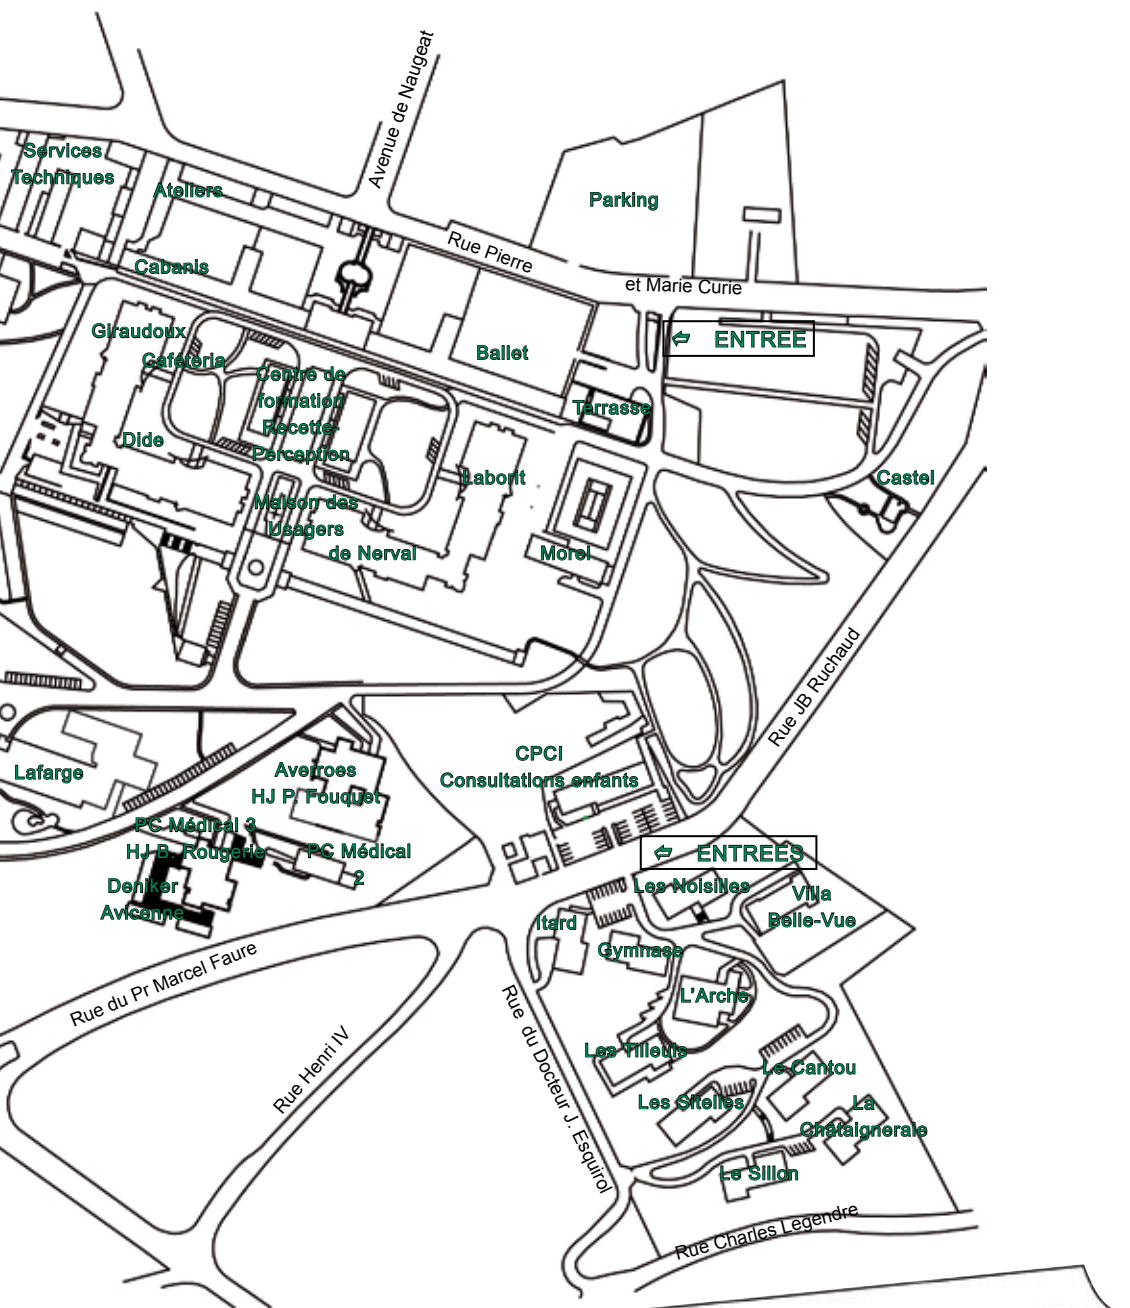 Avenue de Naugeat
Services
Techniques
Ateliers
Parking
Cabanis
Rue Pierre
et Marie Curie
Giraudoux
ENTREE
Caféteria
Ballet
Centre de
formation
Recette-
Perception
Terrasse
Dide
Laborit
Castel
Maison des
Usagers
de Nerval
Morel
Rue JB Ruchaud
CPCI
Consultations enfants
Lafarge
Averroes
HJ P. Fouquet
PC Médical 3
HJ B. Rougerie
PC Médical
2
ENTREES
Deniker
Avicenne
Les Noisilles
Villa
Belle-Vue
Itard
Gymnase
Rue du Pr Marcel Faure
L'Arche
Rue du Docteur J. Esquirol
Rue Henri IV
Les Tilleuls
Le Cantou
Les Sitelles
La
Châtaigneraie
Le Sillon
Rue Charles Legendre